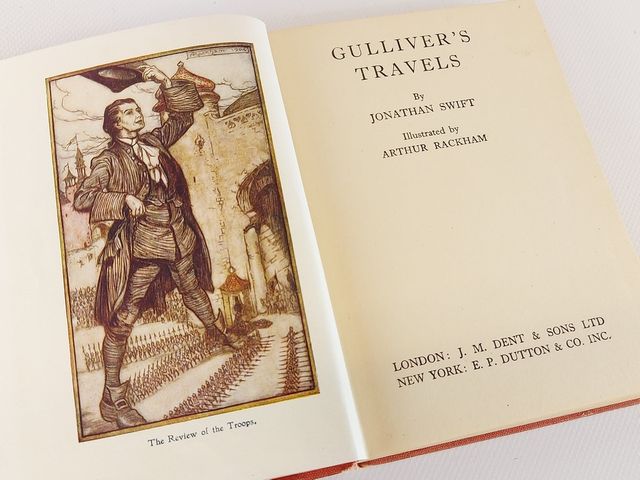 The Review of the Troops.
GULLIVER'S
TRAVELS
By
JONATHAN SWIFT
Illustrated by
ARTHUR RACKHAM
LONDON: J. M. DENT & SONS LTD
NEW YORK: E. P. DUTTON & CO. INC.